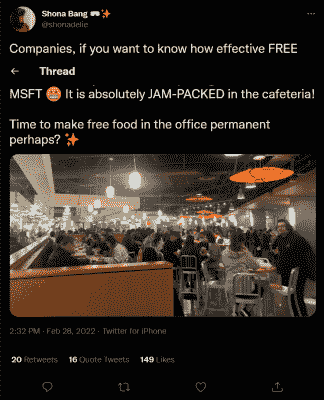 Shona Bang 🕶✨
@shonadelie
Companies, if you want to know how effective FREE
← Thread
MSFT 🤯 It is absolutely JAM-PACKED in the cafeteria!
Time to make free food in the office permanent
perhaps? ✨
2:32 PM · Feb 28, 2022 · Twitter for iPhone
20 Retweets 16 Quote Tweets 149 Likes